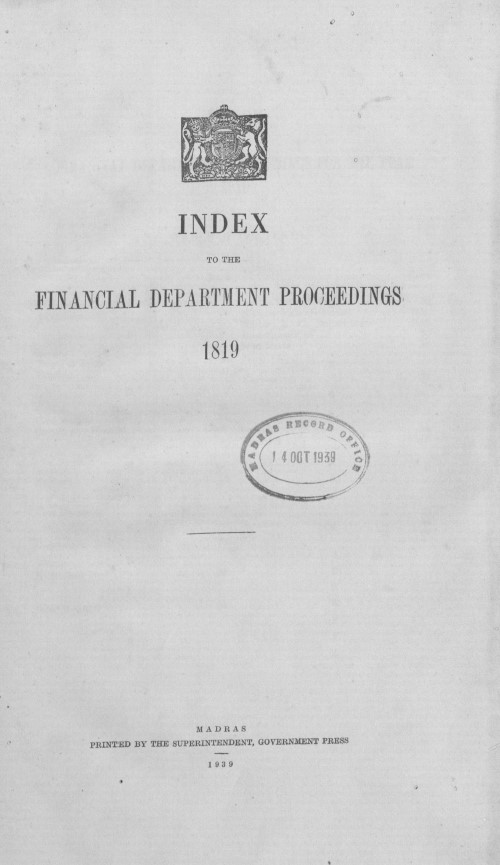 INDEX
TO THE
FINANCIAL DEPARTMENT PROCEEDINGS
1819
MADRAS RECORD OFFICE
14 OCT 1939
MADRAS
PRINTED BY THE SUPERINTENDENT, GOVERNMENT PRESS
1939